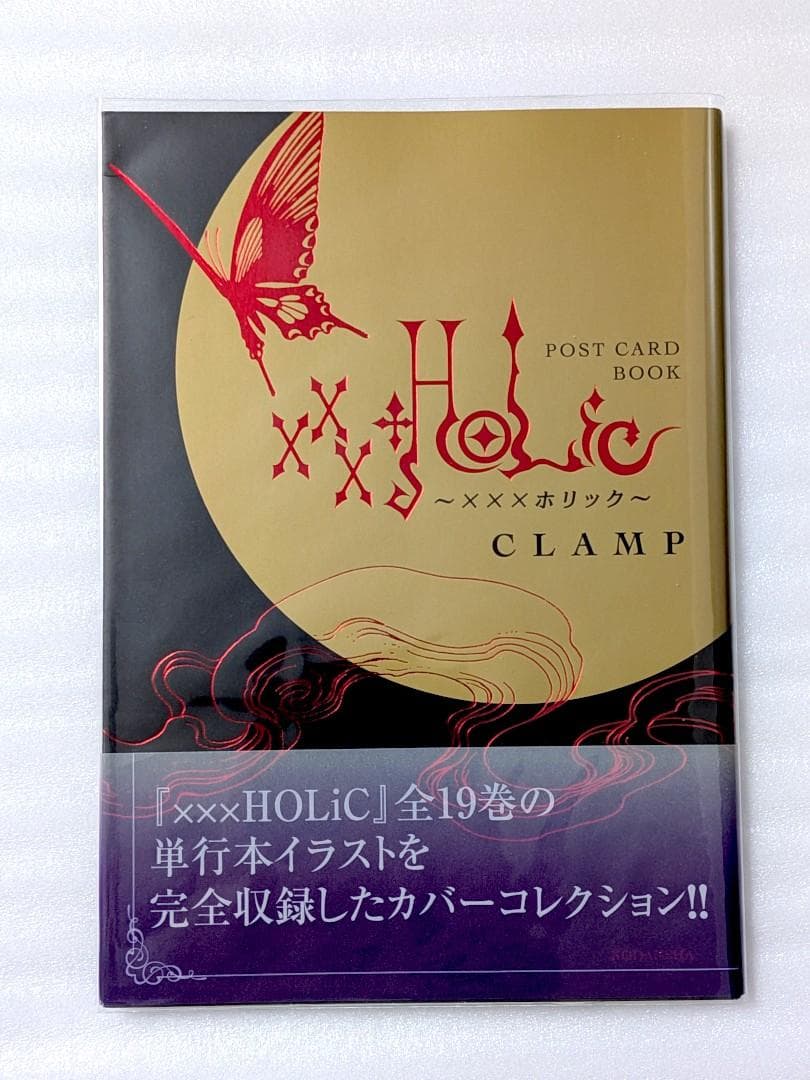 POST CARD
BOOK
×××HOLiC
～×××ホリック～
CLAMP
『×××HOLiC』全19巻の
単行本イラストを
完全収録したカバーコレクション!!
KODANSHA